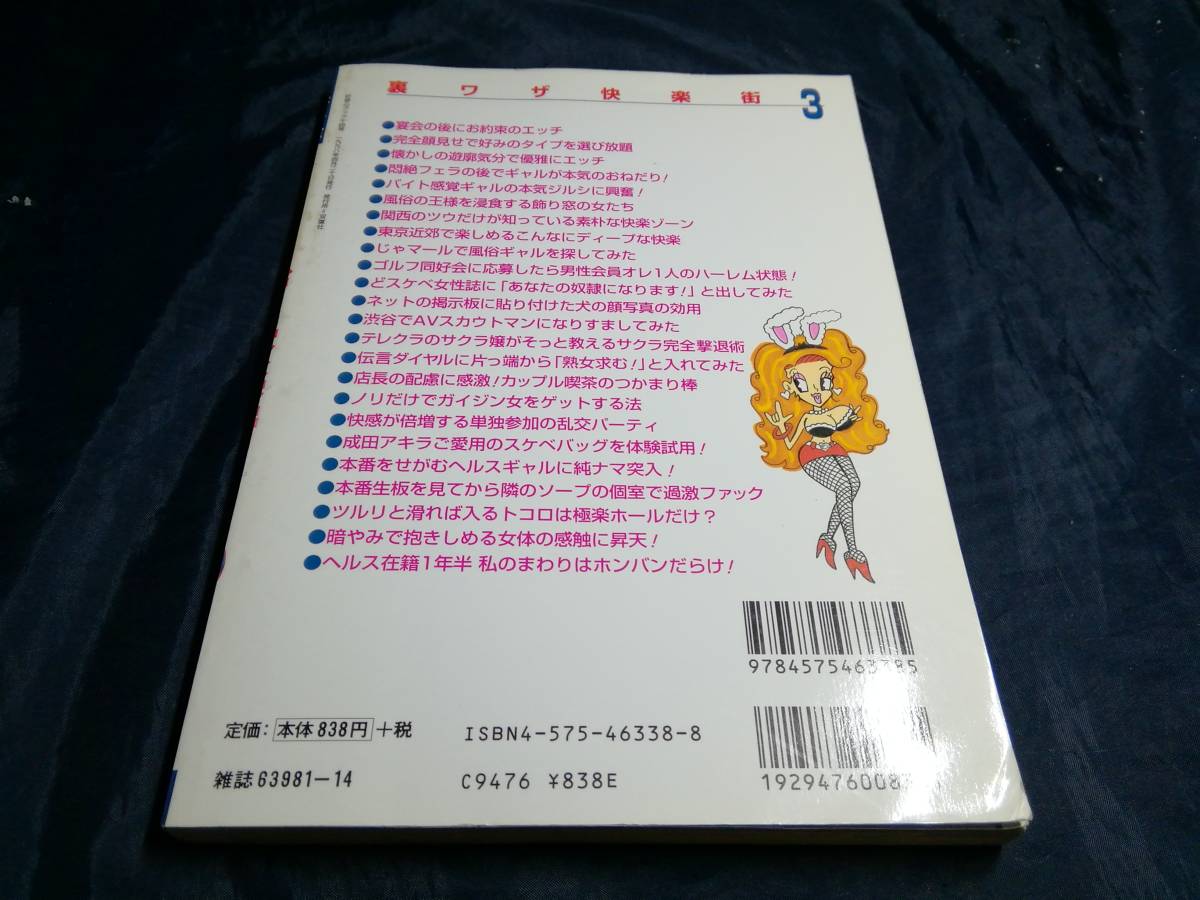 裏ワザ快楽街3
●宴会の後にお約束のエッチ
●完全顔見せで好みのタイプを選び放題
●懐かしの遊廓気分で優雅にエッチ
●悶絶フェラの後でギャルが本気のおねだり!
●バイト感覚ギャルの本気ジルシに興奮!
●風俗の王様を浸食する飾り窓の女たち
●関西のツウだけが知っている素朴な快楽ゾーン
●東京近郊で楽しめるこんなにディープな快楽
●じゃマールで風俗ギャルを探してみた
●ゴルフ同好会に応募したら男性会員オレ1人のハーレム状態!
●どスケベ女性誌に「あなたの奴隷になります!」と出してみた
●ネットの掲示板に貼り付けた犬の顔写真の効用
●渋谷でAVスカウトマンになりすましてみた
●テレクラのサクラ嬢がそっと教えるサクラ完全撃退術
●伝言ダイヤルに片っ端から「熟女求む!」と入れてみた
●店長の配慮に感激!カップル喫茶のつかまり棒
●ノリだけでガイジン女をゲットする法
●快感が倍増する単独参加の乱交パーティ
●成田アキラご愛用のスケベバッグを体験試用!
●本番をせがむヘルスギャルに純ナマ突入!
●本番生板を見てから隣のソープの個室で過激ファック
●ツルリと滑れば入るトコロは極楽ホールだけ?
●暗やみで抱きしめる女体の感触に昇天!
●ヘルス在籍1年半 私のまわりはホンバンだらけ!
定価:本体838円+税
ISBN4-575-46338-8
雑誌 63981-14
C9476 ¥838E